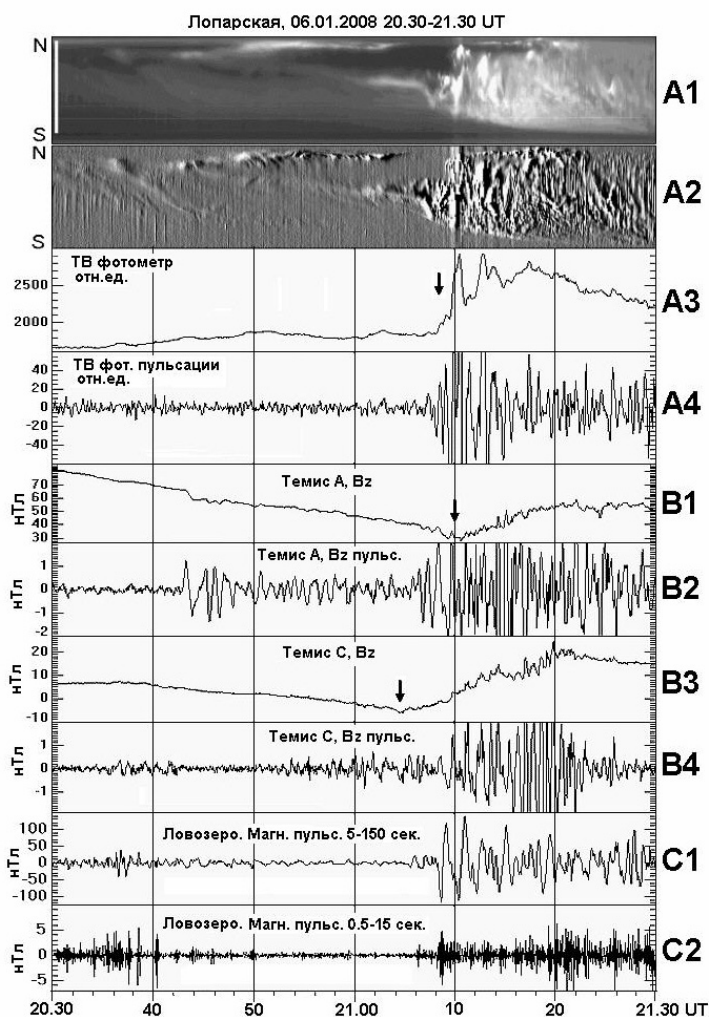 Лопарская, 06.01.2008 20.30-21.30 UT
N
S
A1
N
S
A2
ТВ фотометр
отн.ед.
2500
2000
A3
ТВ фот. пульсации
отн.ед.
40
20
0
-20
-40
A4
Темис А, Bz
нТл
70
60
50
40
30
B1
Темис А, Bz пульс.
нТл
1
0
-1
-2
B2
Темис С, Bz
нТл
20
10
0
-10
B3
Темис С, Bz пульс.
нТл
1
0
-1
B4
Ловозеро. Магн. пульс. 5-150 сек.
нТл
100
50
0
-50
-100
C1
Ловозеро. Магн. пульс. 0.5-15 сек.
нТл
5
0
-5
C2
20.30 40 50 21.00 10 20 21.30 UT